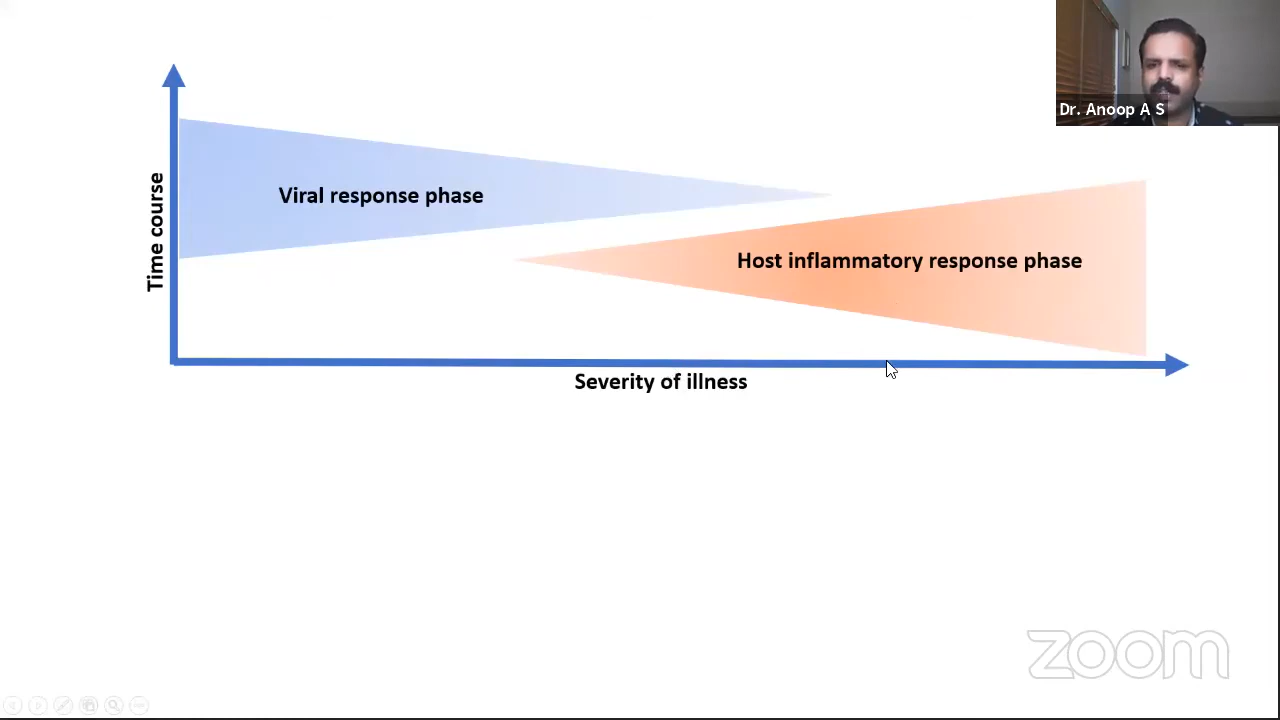 Dr. Anoop A S
Viral response phase
Time course
Host inflammatory response phase
Severity of illness
zoom